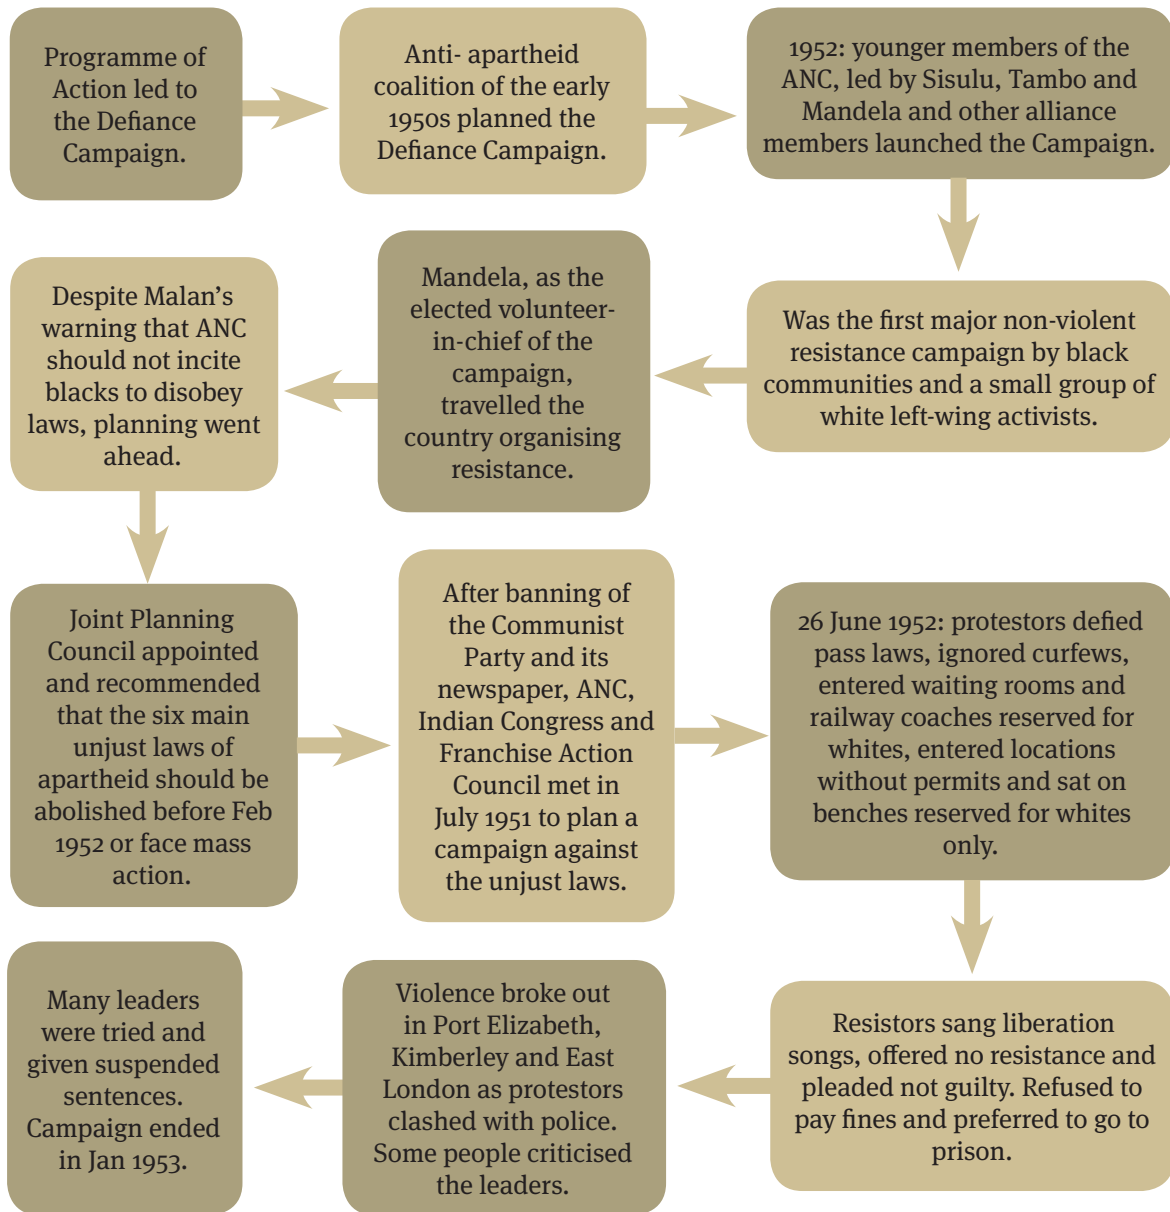 Programme of
Action led to
the Defiance
Campaign.
Anti- apartheid
coalition of the early
1950s planned the
Defiance Campaign.
1952: younger members of the
ANC, led by Sisulu, Tambo and
Mandela and other alliance
members launched the Campaign.
Was the first major non-violent
resistance campaign by black
communities and a small group of
white left-wing activists.
Mandela, as the
elected volunteer-
in-chief of the
campaign,
travelled the
country organising
resistance.
Despite Malan’s
warning that ANC
should not incite
blacks to disobey
laws, planning went
ahead.
Joint Planning
Council appointed
and recommended
that the six main
unjust laws of
apartheid should be
abolished before Feb
1952 or face mass
action.
After banning of
the Communist
Party and its
newspaper, ANC,
Indian Congress and
Franchise Action
Council met in
July 1951 to plan a
campaign against
the unjust laws.
26 June 1952: protestors defied
pass laws, ignored curfews,
entered waiting rooms and
railway coaches reserved for
whites, entered locations
without permits and sat on
benches reserved for whites
only.
Resistors sang liberation
songs, offered no resistance and
pleaded not guilty. Refused to
pay fines and preferred to go to
prison.
Violence broke out
in Port Elizabeth,
Kimberley and East
London as protestors
clashed with police.
Some people criticised
the leaders.
Many leaders
were tried and
given suspended
sentences.
Campaign ended
in Jan 1953.